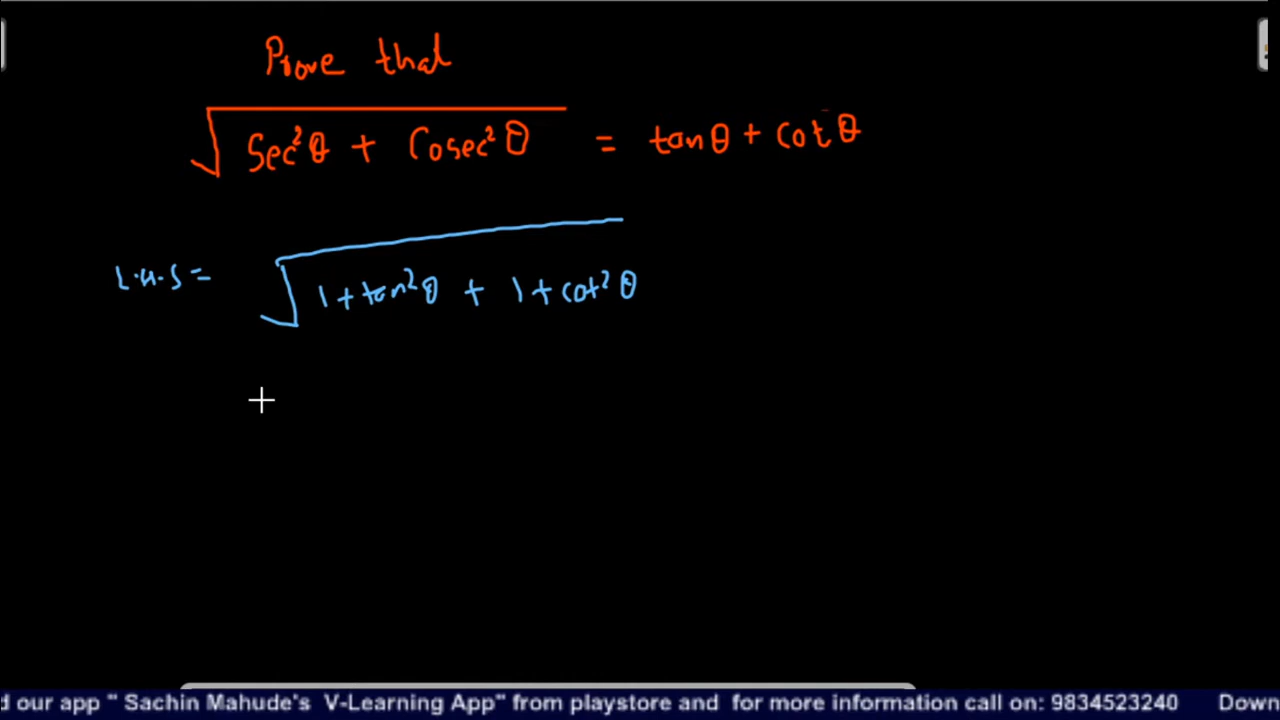 Prove that
√(Sec²θ + Cosec²θ) = tanθ + Cotθ
L.H.S = √(1+tan²θ + 1+cot²θ)
d our app " Sachin Mahude's V-Learning App" from playstore and for more information call on: 9834523240 Down